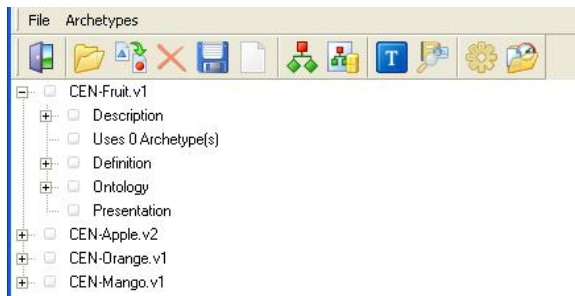 File Archetypes
T
CEN-Fruit.v1
Description
Uses 0 Archetype(s)
Definition
Ontology
Presentation
CEN-Apple.v2
CEN-Orange.v1
CEN-Mango.v1